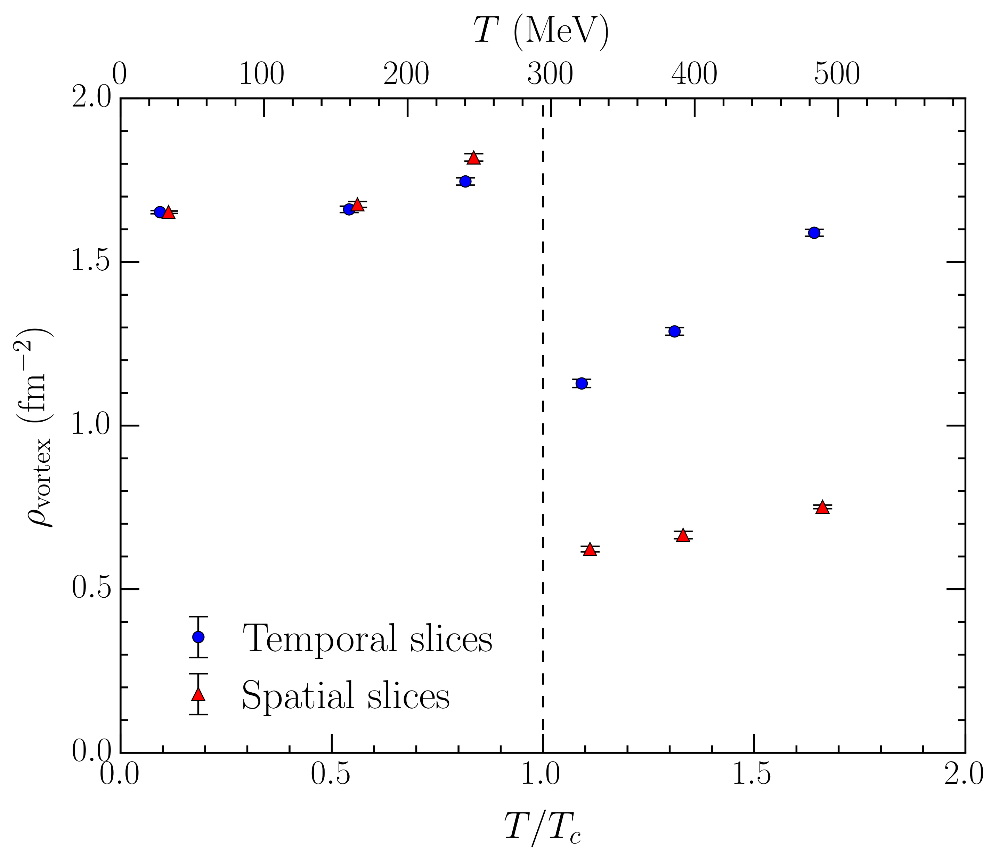 T (MeV)
0 100 200 300 400 500
2.0
1.5
1.0
0.5
0.0
ρvortex (fm⁻²)
Temporal slices
Spatial slices
0.0 0.5 1.0 1.5 2.0
T/Tc